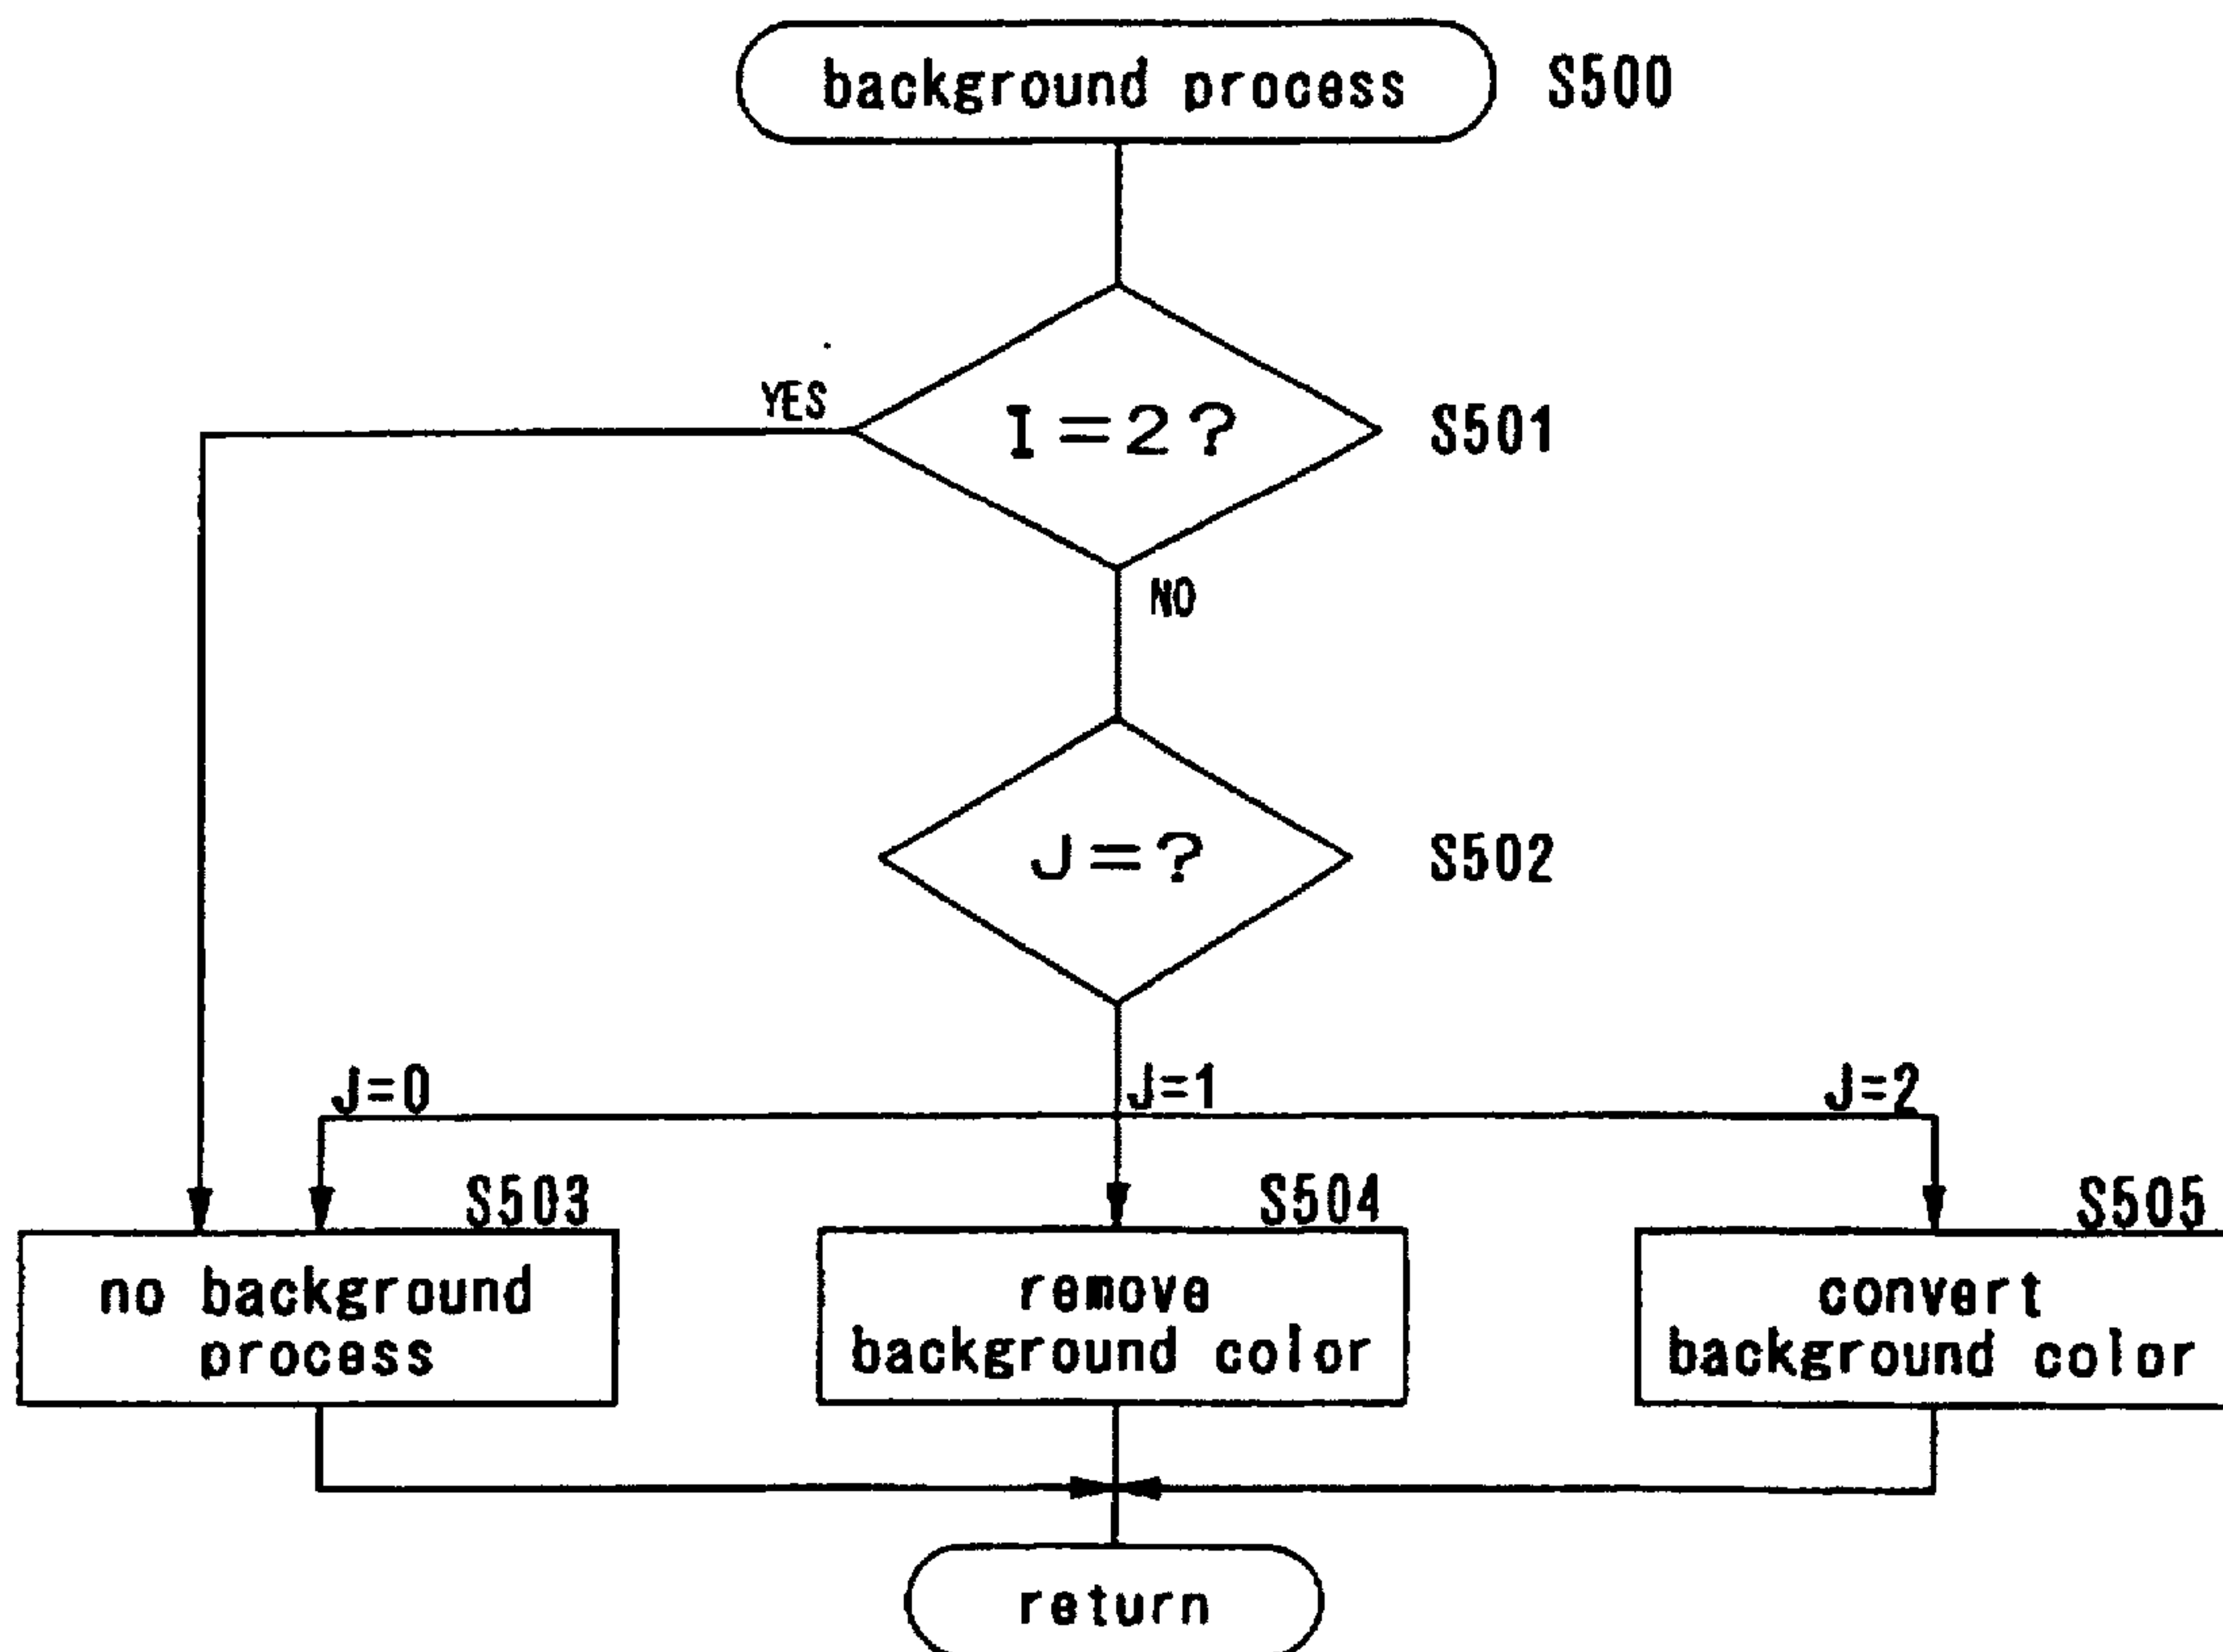 background process S500
YES
I=2? S501
NO
J=? S502
J=0 J=1 J=2
S503 S504 S505
no background
process
remove
background color
convert
background color
return